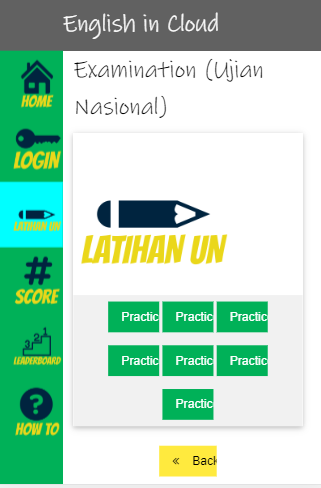 English in Cloud
HOME
LOGIN
LATIHAN UN
#
SCORE
321
LEADERBOARD
?
HOW TO
Examination (Ujian
Nasional)
LATIHAN UN
Practic Practic Practic
Practic Practic Practic
Practic
« Back